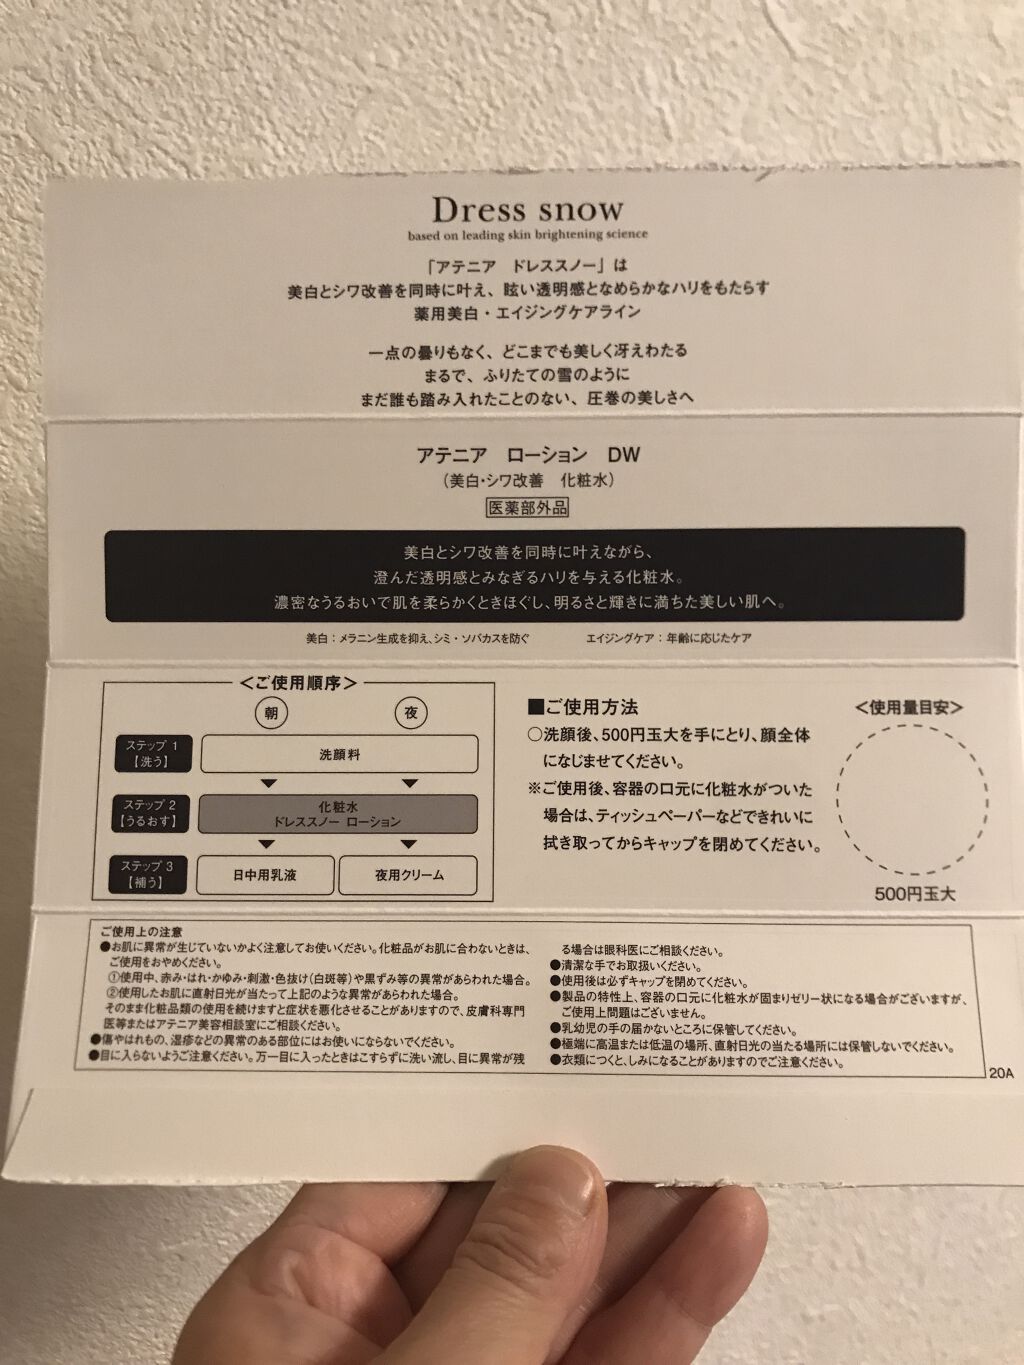 Dress snow
based on leading skin brightening science
「アテニア　ドレススノー」は
美白とシワ改善を同時に叶え、眩い透明感となめらかなハリをもたらす
薬用美白・エイジングケアライン
一点の曇りもなく、どこまでも美しく冴えわたる
まるで、ふりたての雪のように
まだ誰も踏み入れたことのない、圧巻の美しさへ
アテニア　ローション　DW
（美白・シワ改善　化粧水）
医薬部外品
美白とシワ改善を同時に叶えながら、
澄んだ透明感とみなぎるハリを与える化粧水。
濃密なうるおいで肌を柔らかくときほぐし、明るさと輝きに満ちた美しい肌へ。
美白：メラニン生成を抑え、シミ・ソバカスを防ぐ　　エイジングケア：年齢に応じたケア
＜ご使用順序＞
朝　夜
ステップ 1
【洗う】
洗顔料
ステップ 2
【うるおす】
化粧水
ドレススノー ローション
ステップ 3
【補う】
日中用乳液
夜用クリーム
■ご使用方法
○洗顔後、500円玉大を手にとり、顔全体
になじませてください。
※ご使用後、容器の口元に化粧水がついた
場合は、ティッシュペーパーなどできれいに
拭き取ってからキャップを閉めてください。
＜使用量目安＞
500円玉大
ご使用上の注意
●お肌に異常が生じていないかよく注意してお使いください。化粧品がお肌に合わないときは、
ご使用をおやめください。
①使用中、赤み・はれ・かゆみ・刺激・色抜け（白斑等）や黒ずみ等の異常があらわれた場合。
②使用したお肌に直射日光が当たって上記のような異常があらわれた場合。
そのまま化粧品類の使用を続けますと症状を悪化させることがありますので、皮膚科専門
医等またはアテニア美容相談室にご相談ください。
●傷やはれもの、湿疹などの異常のある部位にはお使いにならないでください。
●目に入らないようご注意ください。万一目に入ったときはこすらずに洗い流し、目に異常が残
る場合は眼科医にご相談ください。
●清潔な手でお取扱いください。
●使用後は必ずキャップを閉めてください。
●製品の特性上、容器の口元に化粧水が固まりゼリー状になる場合がございますが、
ご使用上問題はございません。
●乳幼児の手の届かないところに保管してください。
●極端に高温または低温の場所、直射日光の当たる場所には保管しないでください。
●衣類につくと、しみになることがありますのでご注意ください。
20A